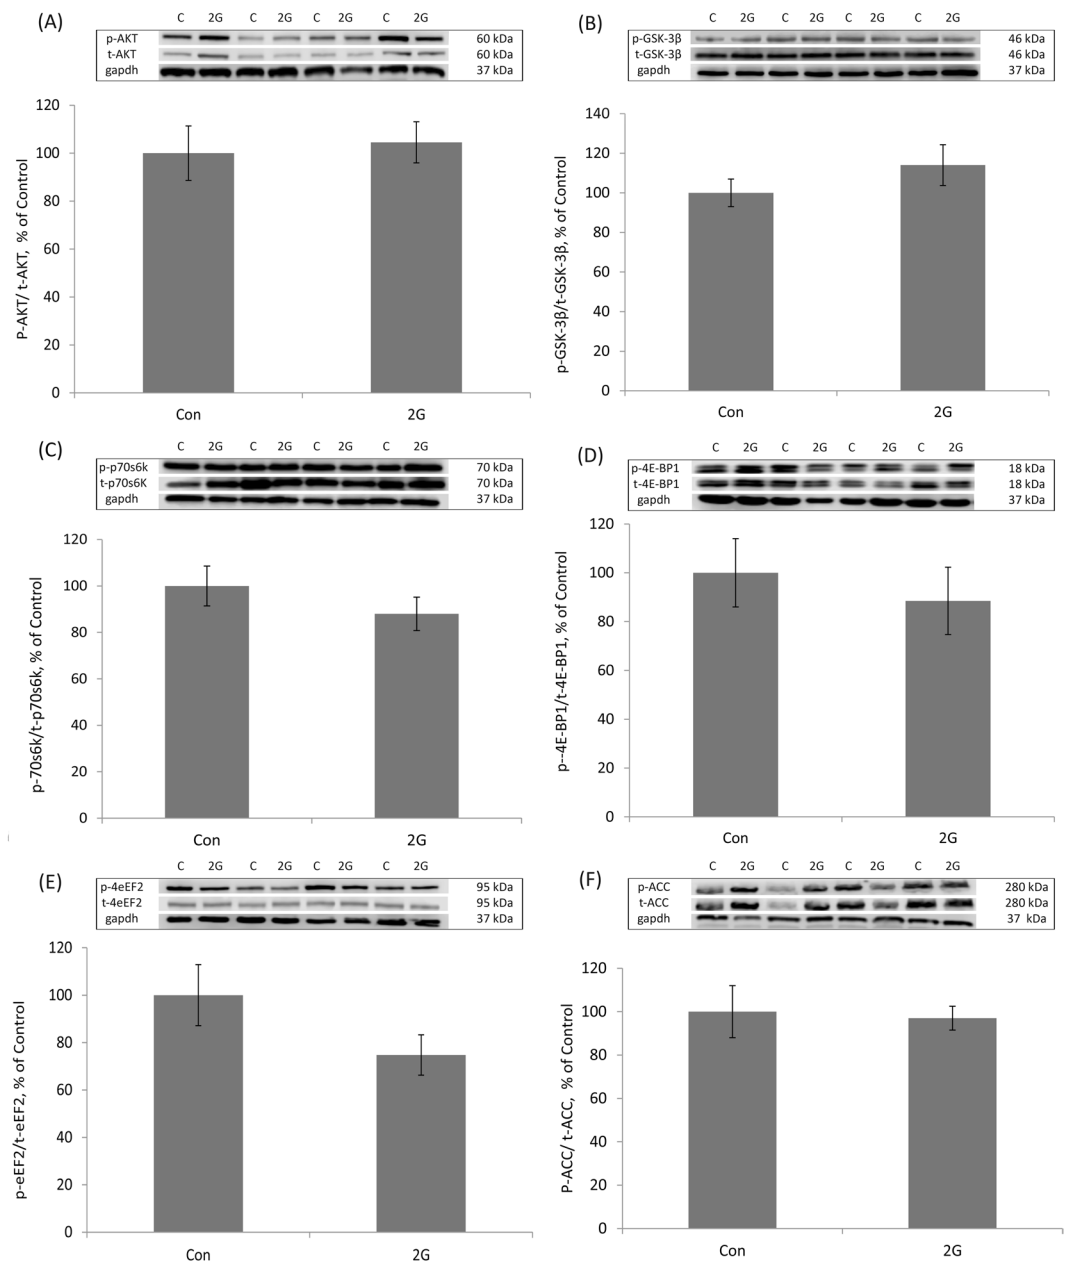 (A)
C 2G C 2G C 2G C 2G
p-AKT 60 kDa
t-AKT 60 kDa
gapdh 37 kDa
P-AKT/ t-AKT, % of Control
120
100
80
60
40
20
0
Con 2G
(B)
C 2G C 2G C 2G C 2G
p-GSK-3β 46 kDa
t-GSK-3β 46 kDa
gapdh 37 kDa
p-GSK-3β/t-GSK-3β, % of Control
140
120
100
80
60
40
20
0
Con 2G
(C)
C 2G C 2G C 2G C 2G
p-p70s6k 70 kDa
t-p70s6K 70 kDa
gapdh 37 kDa
p-70s6k/t-p70s6k, % of Control
120
100
80
60
40
20
0
Con 2G
(D)
C 2G C 2G C 2G C 2G
p-4E-BP1 18 kDa
t-4E-BP1 18 kDa
gapdh 37 kDa
p--4E-BP1/t-4E-BP1, % of Control
120
100
80
60
40
20
0
Con 2G
(E)
C 2G C 2G C 2G C 2G
p-4eEF2 95 kDa
t-4eEF2 95 kDa
gapdh 37 kDa
p-eEF2/t-eEF2, % of Control
120
100
80
60
40
20
0
Con 2G
(F)
C 2G C 2G C 2G C 2G
p-ACC 280 kDa
t-ACC 280 kDa
gapdh 37 kDa
P-ACC/ t-ACC, % of Control
120
100
80
60
40
20
0
Con 2G